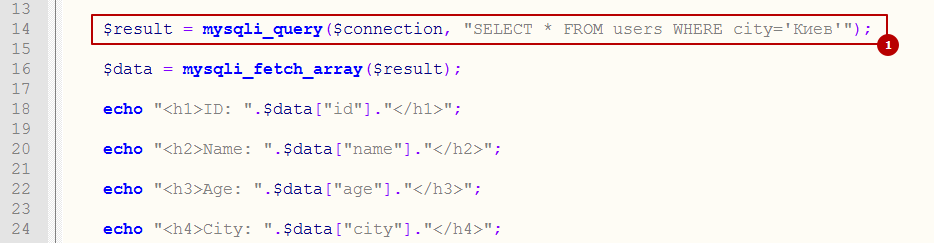 13
14 $result = mysqli_query($connection, "SELECT * FROM users WHERE city='Киев'");
1
15
16 $data = mysqli_fetch_array($result);
17
18 echo "<h1>ID: ".$data["id"]."</h1>";
19
20 echo "<h2>Name: ".$data["name"]."</h2>";
21
22 echo "<h3>Age: ".$data["age"]."</h3>";
23
24 echo "<h4>City: ".$data["city"]."</h4>";